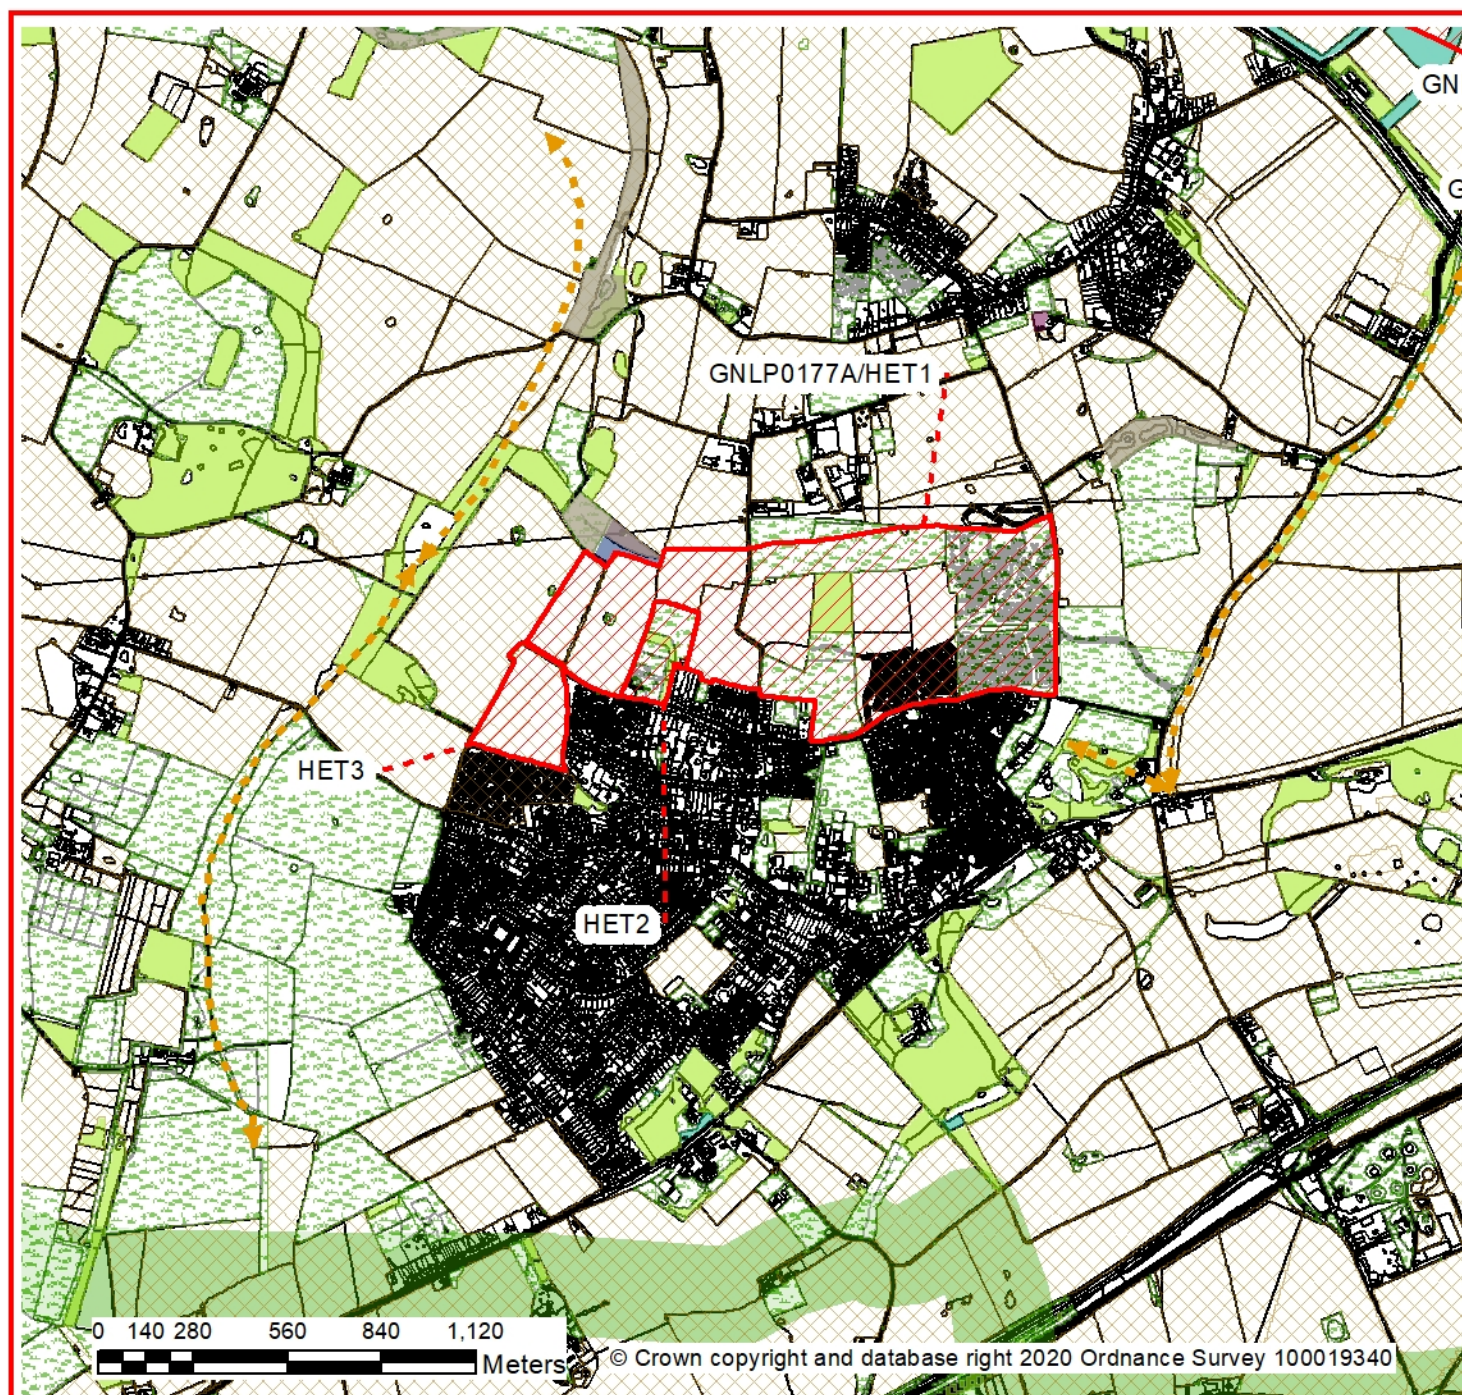 GN
G
GNLP0177A/HET1
HET3
HET2
0 140 280 560 840 1,120
Meters
© Crown copyright and database right 2020 Ordnance Survey 100019340